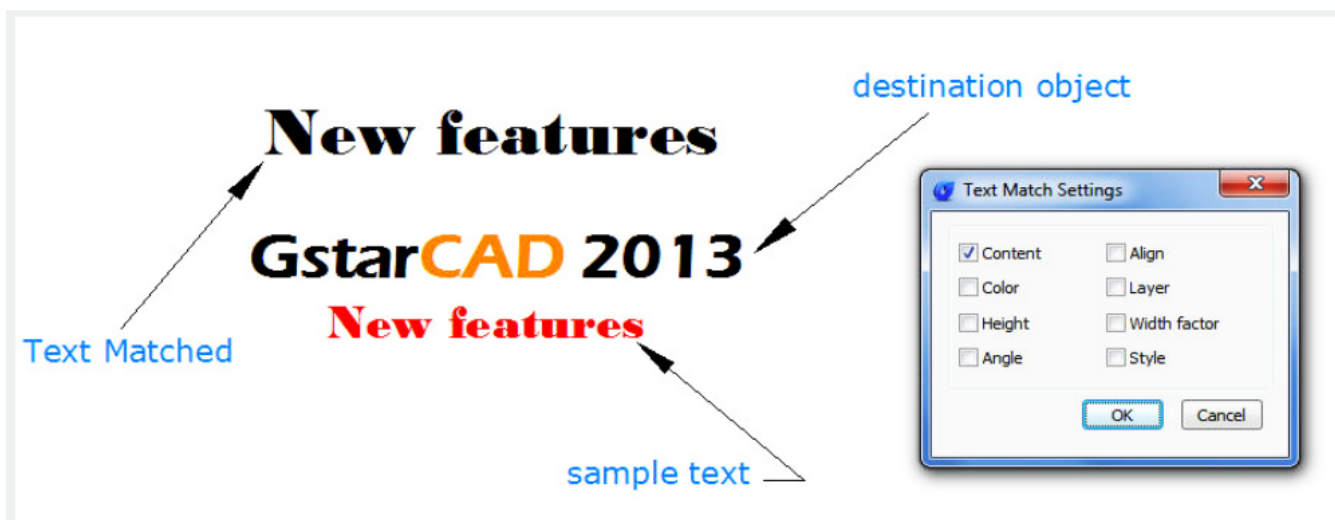 destination object
New features
GstarCAD 2013
New features
Text Matched
sample text
Text Match Settings
Content
Align
Color
Layer
Height
Width factor
Angle
Style
OK
Cancel